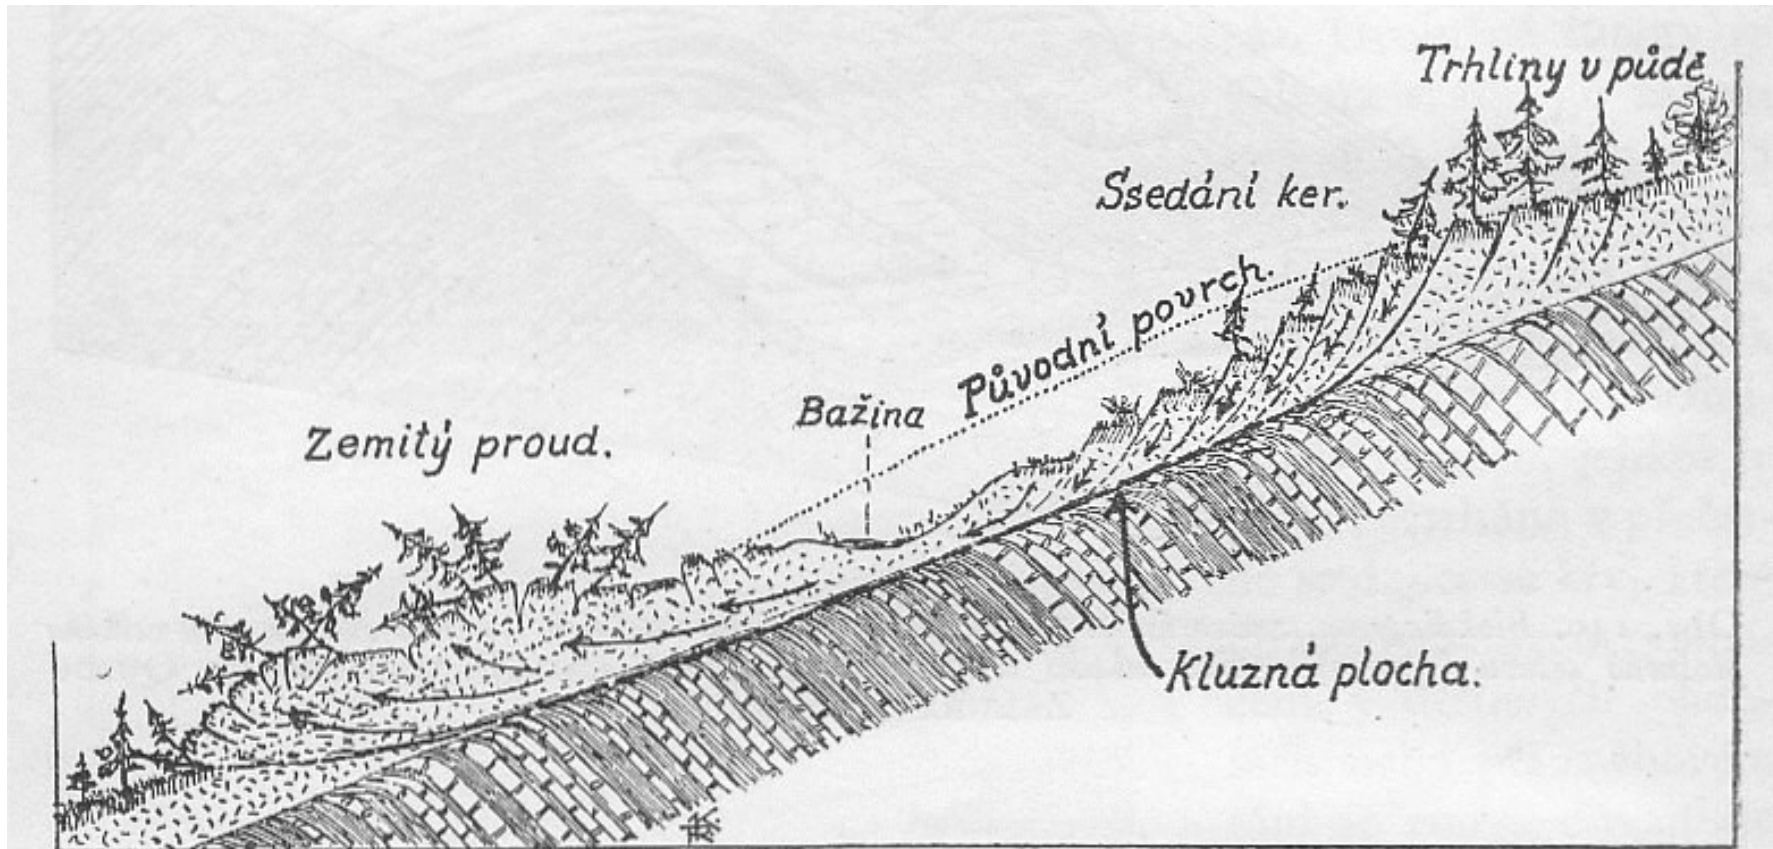 Trhliny v půdě
Ssedání ker.
Původní povrch.
Bažina
Zemitý proud.
Kluzná plocha.